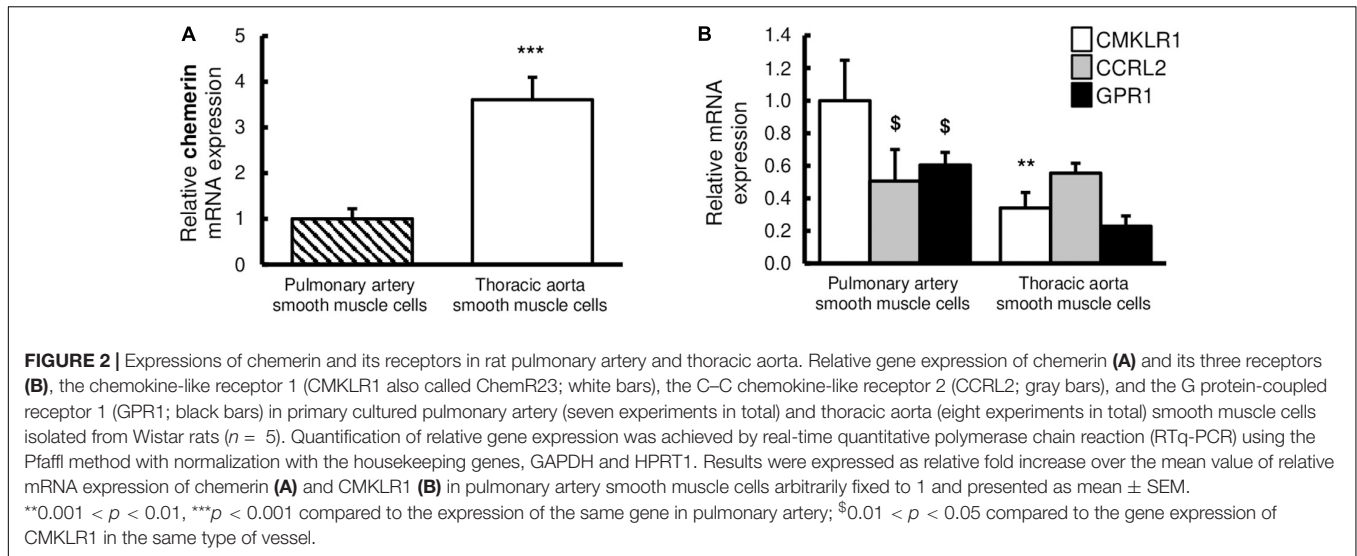 A
5
4
3
2
1
0
Relative chemerin
mRNA expression
***
Pulmonary artery
smooth muscle cells
Thoracic aorta
smooth muscle cells
B
1.4
1.2
1.0
0.8
0.6
0.4
0.2
0.0
Relative mRNA
expression
$
$
**
CMKLR1
CCRL2
GPR1
Pulmonary artery
smooth muscle cells
Thoracic aorta
smooth muscle cells
FIGURE 2 | Expressions of chemerin and its receptors in rat pulmonary artery and thoracic aorta. Relative gene expression of chemerin (A) and its three receptors
(B), the chemokine-like receptor 1 (CMKLR1 also called ChemR23; white bars), the C–C chemokine-like receptor 2 (CCRL2; gray bars), and the G protein-coupled
receptor 1 (GPR1; black bars) in primary cultured pulmonary artery (seven experiments in total) and thoracic aorta (eight experiments in total) smooth muscle cells
isolated from Wistar rats (n = 5). Quantification of relative gene expression was achieved by real-time quantitative polymerase chain reaction (RTq-PCR) using the
Pfaffl method with normalization with the housekeeping genes, GAPDH and HPRT1. Results were expressed as relative fold increase over the mean value of relative
mRNA expression of chemerin (A) and CMKLR1 (B) in pulmonary artery smooth muscle cells arbitrarily fixed to 1 and presented as mean ± SEM.
**0.001 < p < 0.01, ***p < 0.001 compared to the expression of the same gene in pulmonary artery; $0.01 < p < 0.05 compared to the gene expression of
CMKLR1 in the same type of vessel.